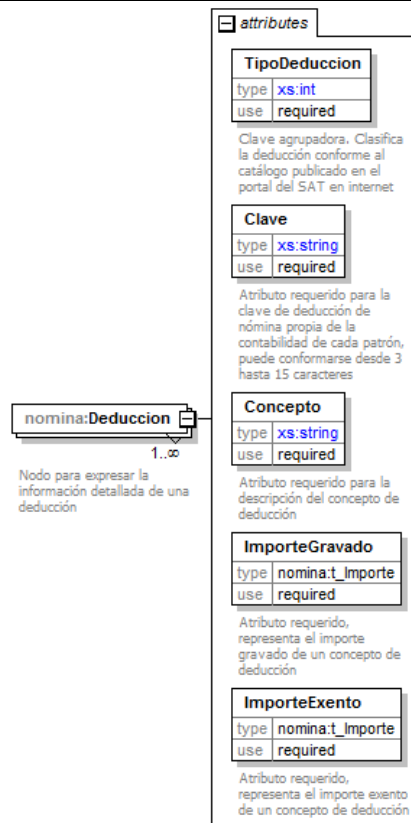 attributes
TipoDeduccion
type xs:int
use required
Clave agrupadora. Clasifica
la deducción conforme al
catálogo publicado en el
portal del SAT en internet
Clave
type xs:string
use required
Atributo requerido para la
clave de deducción de
nómina propia de la
contabilidad de cada patrón,
puede conformarse desde 3
hasta 15 caracteres
nomina:Deduccion
1..∞
Nodo para expresar la
información detallada de una
deducción
Concepto
type xs:string
use required
Atributo requerido para la
descripción del concepto de
deducción
ImporteGravado
type nomina:t_Importe
use required
Atributo requerido,
representa el importe
gravado de un concepto de
deducción
ImporteExento
type nomina:t_Importe
use required
Atributo requerido,
representa el importe exento
de un concepto de deducción